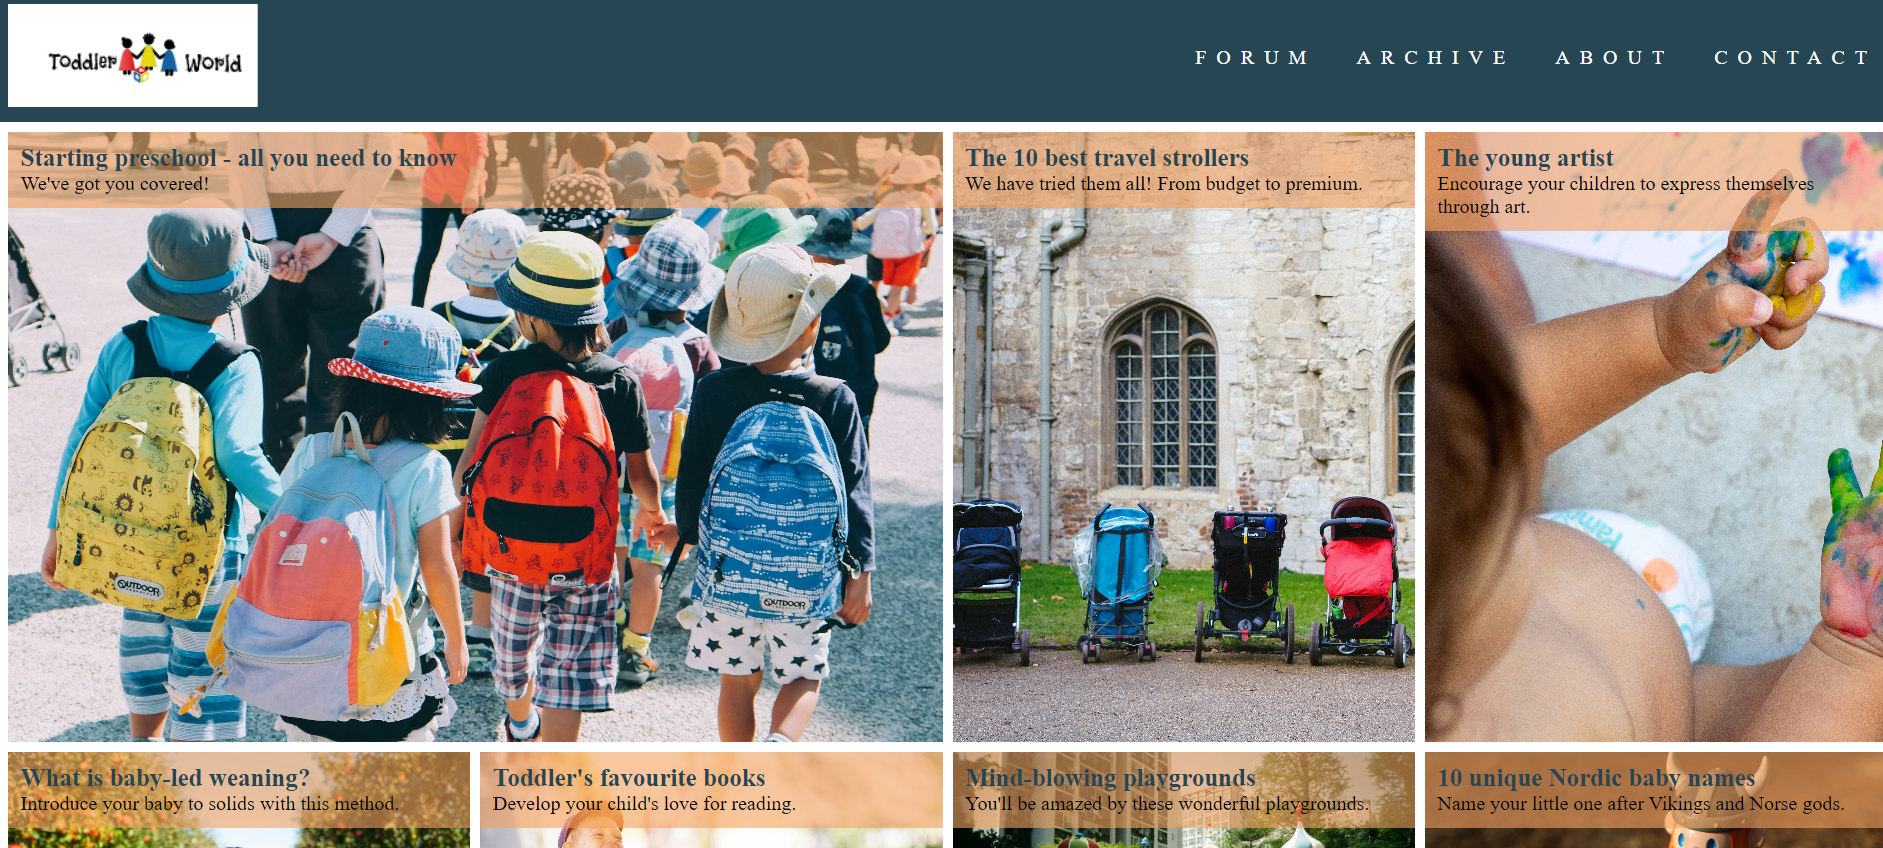 Toddler World
FORUM ARCHIVE ABOUT CONTACT
Starting preschool - all you need to know
We've got you covered!
The 10 best travel strollers
We have tried them all! From budget to premium.
The young artist
Encourage your children to express themselves
through art.
OUTDOOR
OUTDOOR
What is baby-led weaning?
Introduce your baby to solids with this method.
Toddler's favourite books
Develop your child's love for reading.
Mind-blowing playgrounds
You'll be amazed by these wonderful playgrounds.
10 unique Nordic baby names
Name your little one after Vikings and Norse gods.